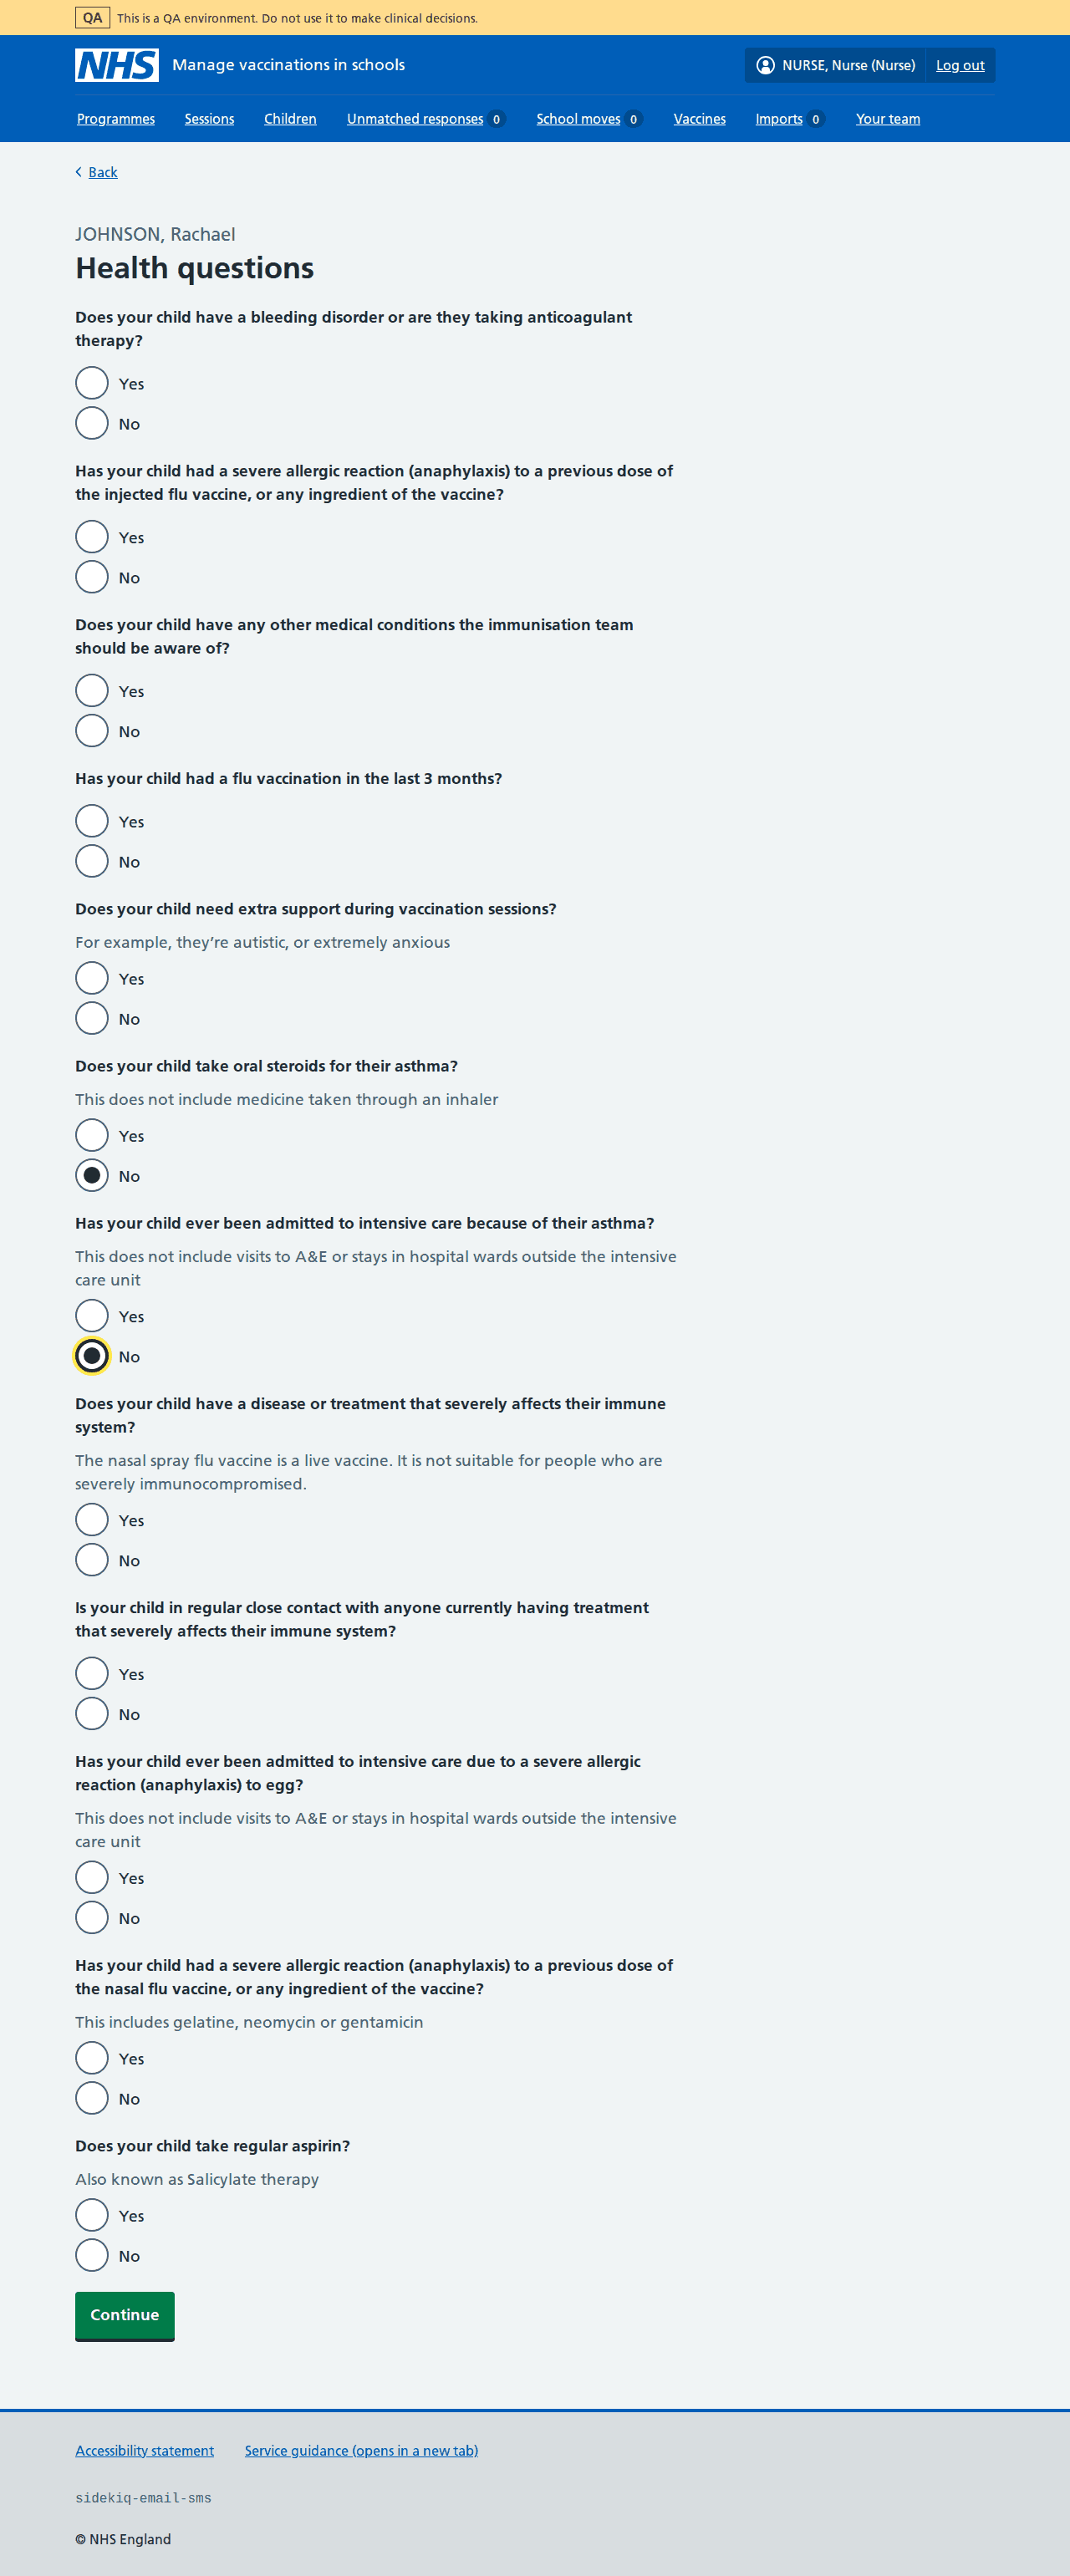 QA This is a QA environment. Do not use it to make clinical decisions.
NHS Manage vaccinations in schools NURSE, Nurse (Nurse) Log out
Programmes Sessions Children Unmatched responses 0 School moves 0 Vaccines Imports 0 Your team
Back
JOHNSON, Rachael
Health questions
Does your child have a bleeding disorder or are they taking anticoagulant
therapy?
Yes
No
Has your child had a severe allergic reaction (anaphylaxis) to a previous dose of
the injected flu vaccine, or any ingredient of the vaccine?
Yes
No
Does your child have any other medical conditions the immunisation team
should be aware of?
Yes
No
Has your child had a flu vaccination in the last 3 months?
Yes
No
Does your child need extra support during vaccination sessions?
For example, they’re autistic, or extremely anxious
Yes
No
Does your child take oral steroids for their asthma?
This does not include medicine taken through an inhaler
Yes
No
Has your child ever been admitted to intensive care because of their asthma?
This does not include visits to A&E or stays in hospital wards outside the intensive
care unit
Yes
No
Does your child have a disease or treatment that severely affects their immune
system?
The nasal spray flu vaccine is a live vaccine. It is not suitable for people who are
severely immunocompromised.
Yes
No
Is your child in regular close contact with anyone currently having treatment
that severely affects their immune system?
Yes
No
Has your child ever been admitted to intensive care due to a severe allergic
reaction (anaphylaxis) to egg?
This does not include visits to A&E or stays in hospital wards outside the intensive
care unit
Yes
No
Has your child had a severe allergic reaction (anaphylaxis) to a previous dose of
the nasal flu vaccine, or any ingredient of the vaccine?
This includes gelatine, neomycin or gentamicin
Yes
No
Does your child take regular aspirin?
Also known as Salicylate therapy
Yes
No
Continue
Accessibility statement Service guidance (opens in a new tab)
sidekiq-email-sms
© NHS England